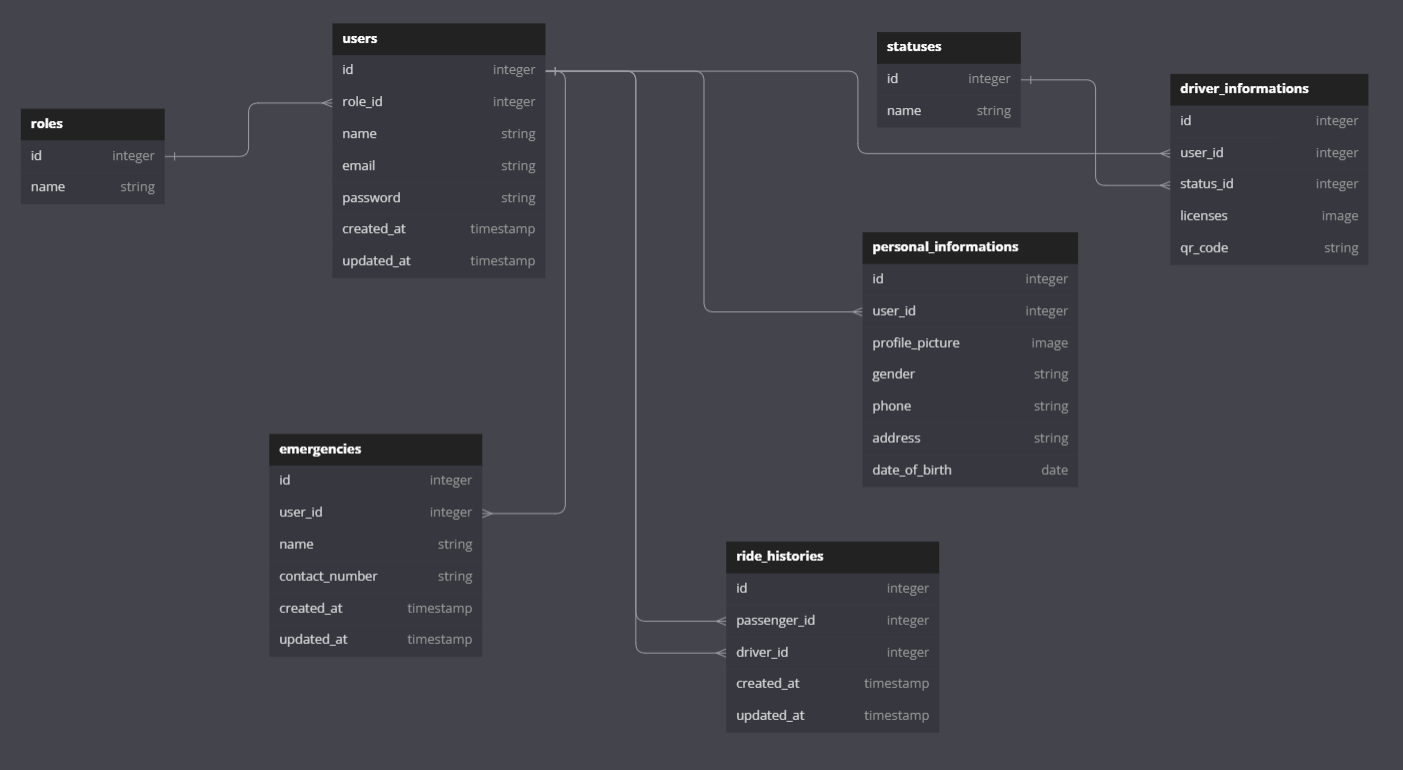 users
id integer
role_id integer
name string
email string
password string
created_at timestamp
updated_at timestamp
statuses
id integer
name string
driver_informations
id integer
user_id integer
status_id integer
licenses image
qr_code string
roles
id integer
name string
personal_informations
id integer
user_id integer
profile_picture image
gender string
phone string
address string
date_of_birth date
emergencies
id integer
user_id integer
name string
contact_number string
created_at timestamp
updated_at timestamp
ride_histories
id integer
passenger_id integer
driver_id integer
created_at timestamp
updated_at timestamp